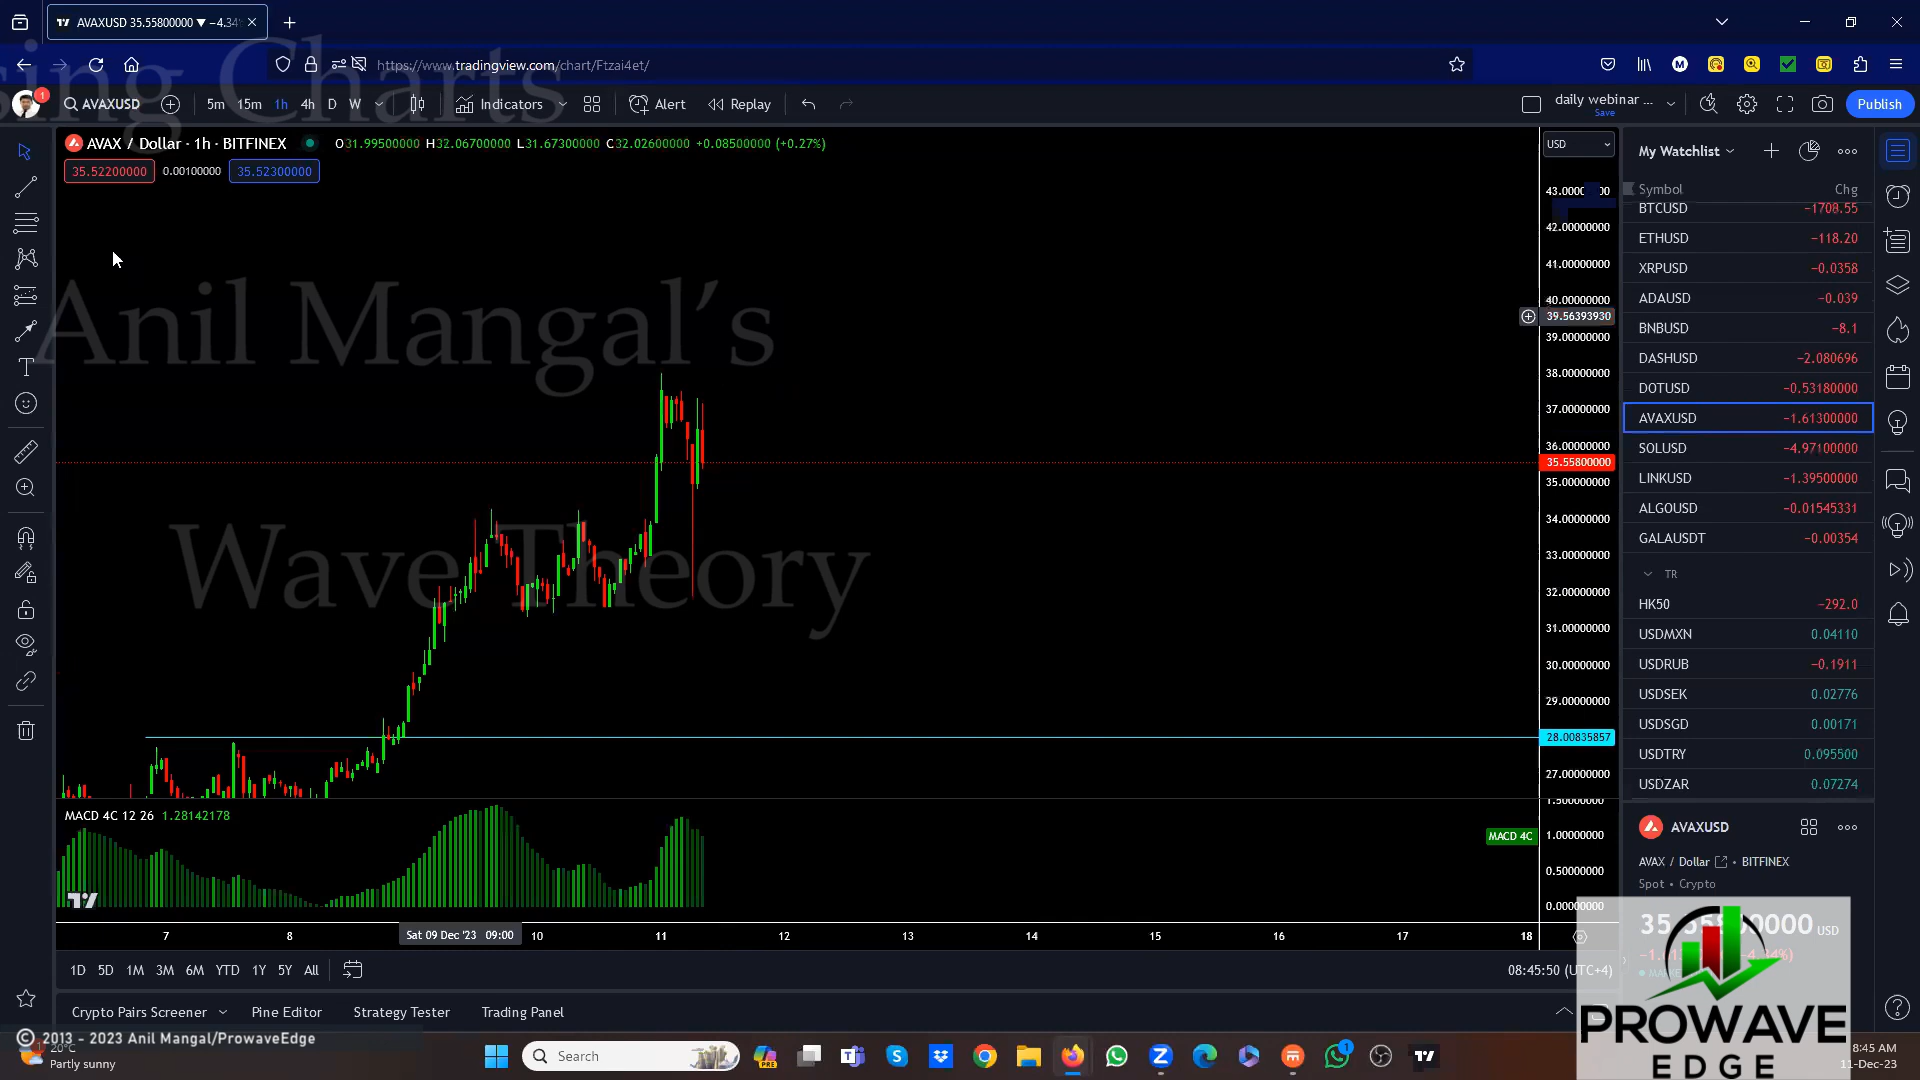 AVAXUSD 35.55800000 ▼ −4.34
https://www.tradingview.com/chart/Ftzai4et/
1
AVAXUSD
5m 15m 1h 4h D W
Indicators
Alert
Replay
daily webinar ...
Save
Publish
sing Charts
AVAX / Dollar · 1h · BITFINEX
O31.99500000 H32.06700000 L31.67300000 C32.02600000 +0.08500000 (+0.27%)
35.52200000 0.00100000 35.52300000
Anil Mangal's
Wave Theory
USD
42.00000000
41.00000000
40.00000000
39.56393930
39.00000000
38.00000000
37.00000000
36.00000000
35.55800000
35.00000000
34.00000000
33.00000000
32.00000000
31.00000000
30.00000000
29.00000000
28.00835857
27.00000000
MACD 4C 12 26 1.28142178
MACD 4C
1.50000000
1.00000000
0.50000000
0.00000000
7 8 Sat 09 Dec '23 09:00 10 11 12 13 14 15 16 17 18
1D 5D 1M 3M 6M YTD 1Y 5Y All
08:45:50 (UTC+4)
Crypto Pairs Screener Pine Editor Strategy Tester Trading Panel
My Watchlist
Symbol Chg
BTCUSD −1708.55
ETHUSD −118.20
XRPUSD −0.0358
ADAUSD −0.039
BNBUSD −8.1
DASHUSD −2.080696
DOTUSD −0.53180000
AVAXUSD −1.61300000
SOLUSD −4.97100000
LINKUSD −1.39500000
ALGOUSD −0.01545331
GALAUSDT −0.00354
TR
HK50 −292.0
USDMXN 0.04110
USDRUB −0.1911
USDSEK 0.02776
USDSGD 0.00171
USDTRY 0.095500
USDZAR 0.07274
AVAXUSD
AVAX / Dollar • BITFINEX
Spot • Crypto
USD
PROWAVE
EDGE
© 2013 - 2023 Anil Mangal/ProwaveEdge
20°C
Partly sunny
Search
PRE
1
8:45 AM
11-Dec-23